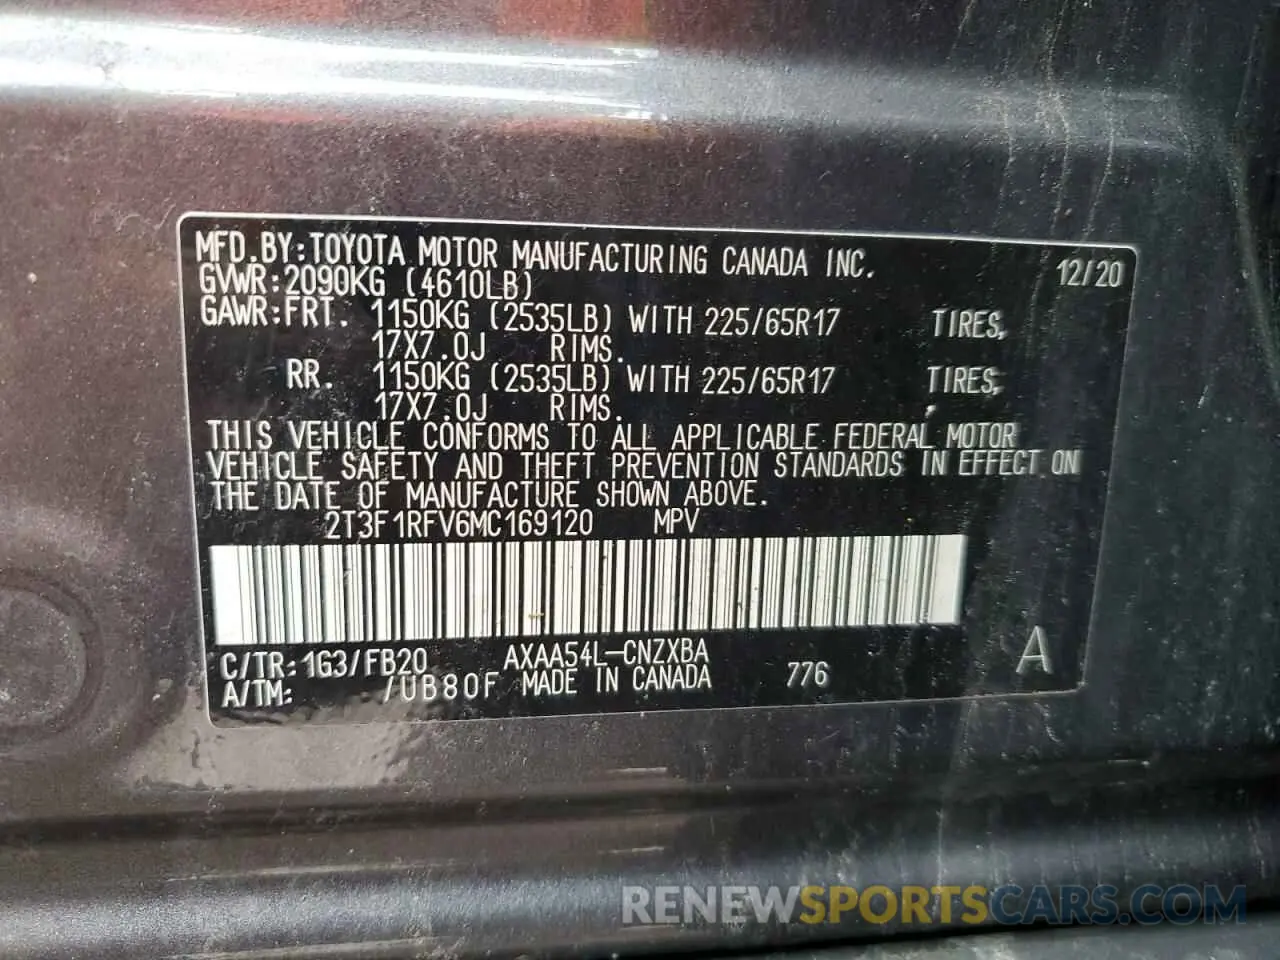 MFD.BY:TOYOTA MOTOR MANUFACTURING CANADA INC.
12/20
GVWR:2090KG (4610LB)
GAWR:FRT. 1150KG (2535LB) WITH 225/65R17 TIRES,
17X7.0J RIMS.
RR. 1150KG (2535LB) WITH 225/65R17 TIRES,
17X7.0J RIMS. ,
THIS VEHICLE CONFORMS TO ALL APPLICABLE FEDERAL MOTOR
VEHICLE SAFETY AND THEFT PREVENTION STANDARDS IN EFFECT ON
THE DATE OF MANUFACTURE SHOWN ABOVE.
2T3F1RFV6MC169120 MPV
C/TR:1G3/FB20 AXAA54L-CNZXBA
A/TM: /UB80F MADE IN CANADA 776 A
RENEWSPORTSCARS.COM